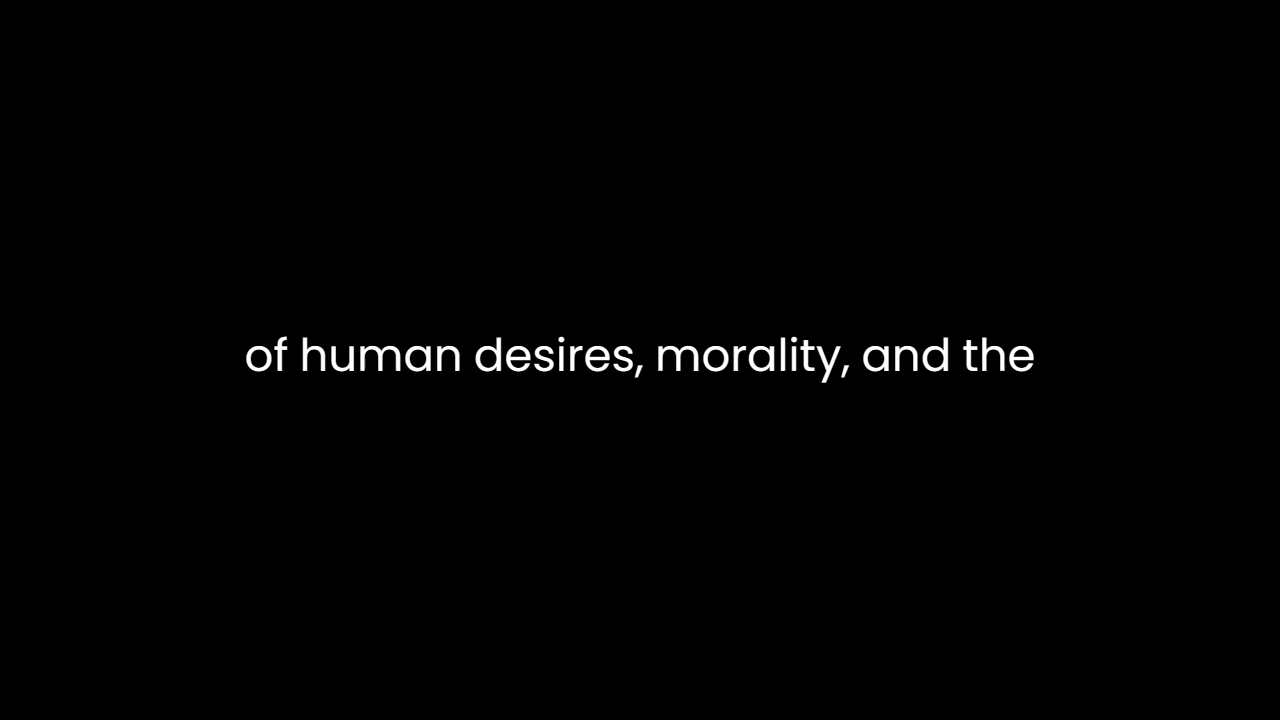 of human desires, morality, and the